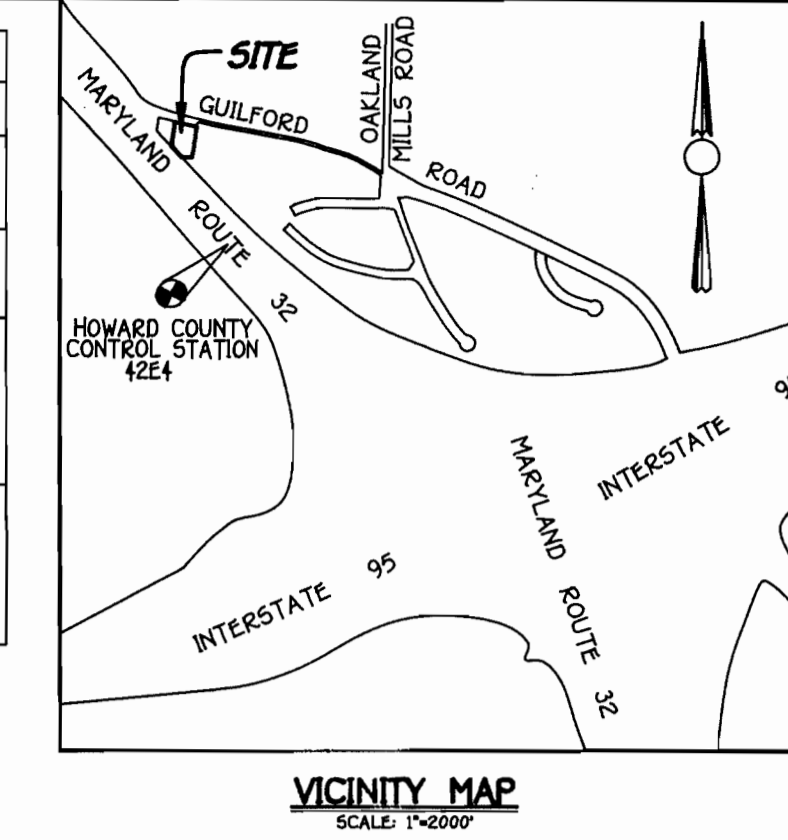 SITE
OAKLAND
MILLS ROAD
GUILFORD
ROAD
MARYLAND
ROUTE
32
HOWARD COUNTY
CONTROL STATION
42E4
INTERSTATE
MARYLAND ROUTE 32
INTERSTATE 95
VICINITY MAP
SCALE: 1"=2000'